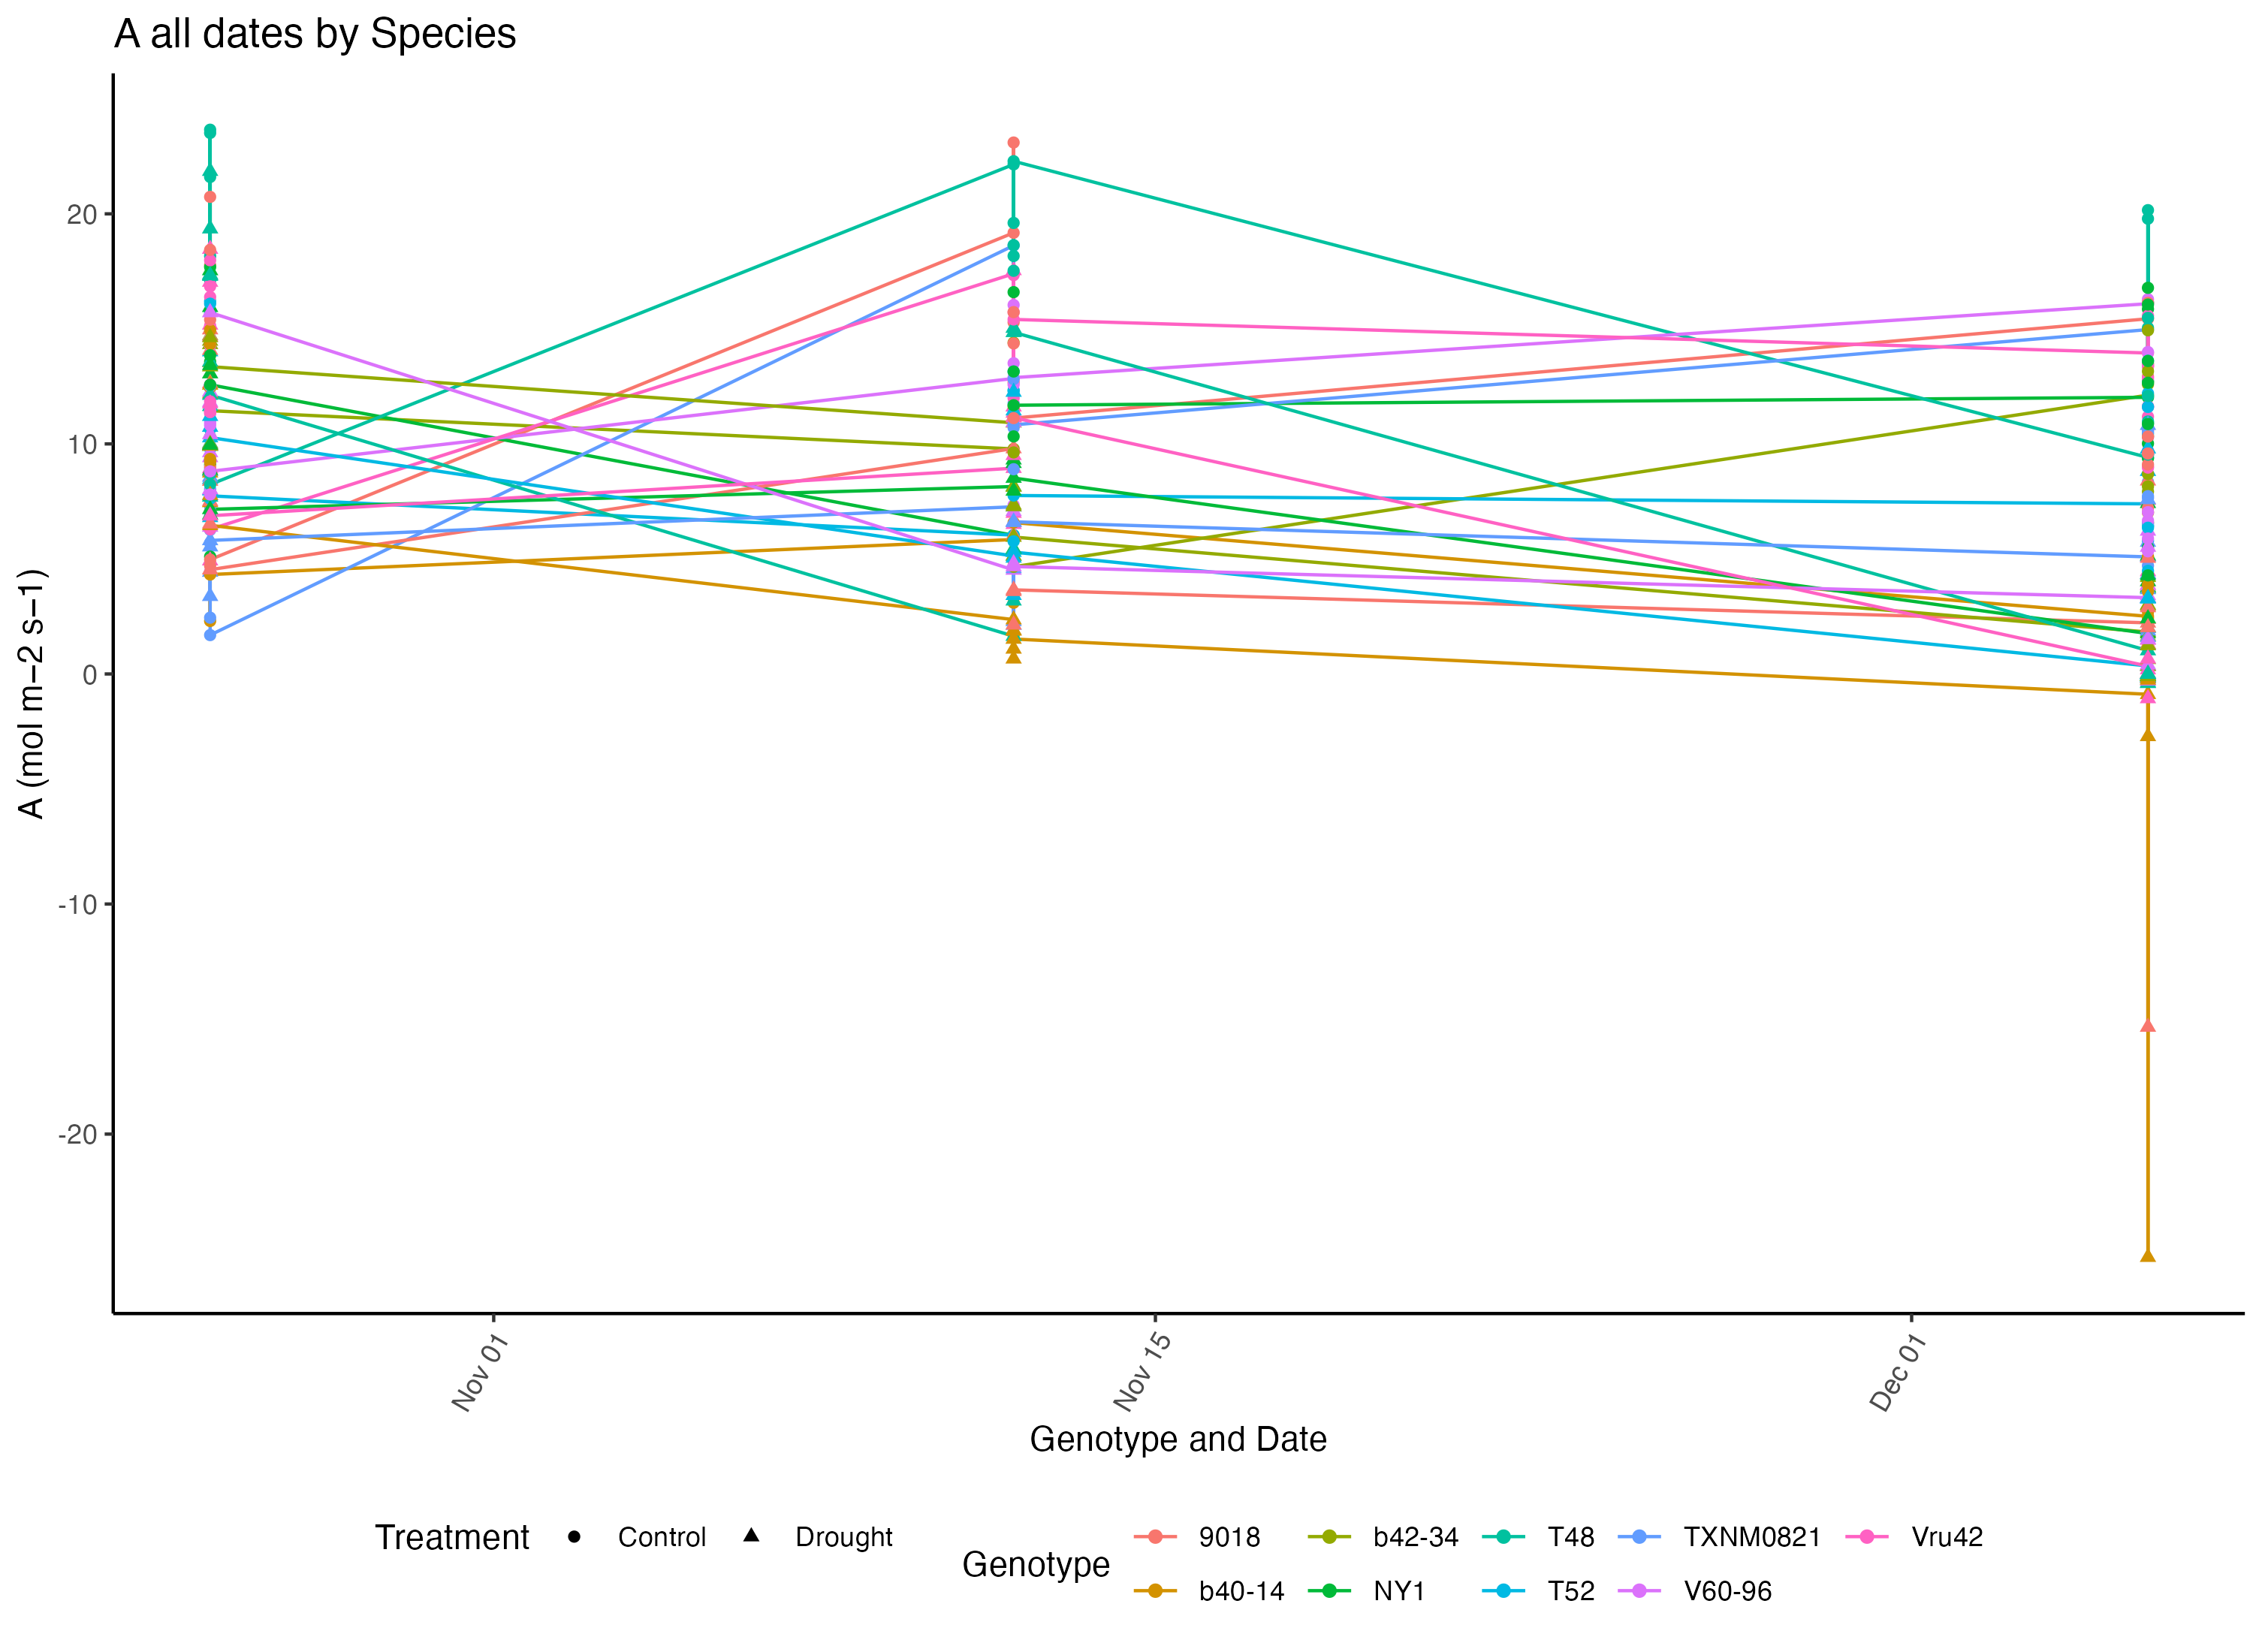 A all dates by Species
A (mol m−2 s−1)
20
10
0
-10
-20
Nov 01
Nov 15
Dec 01
Genotype and Date
Treatment
Control
Drought
Genotype
9018
b42-34
T48
TXNM0821
Vru42
b40-14
NY1
T52
V60-96